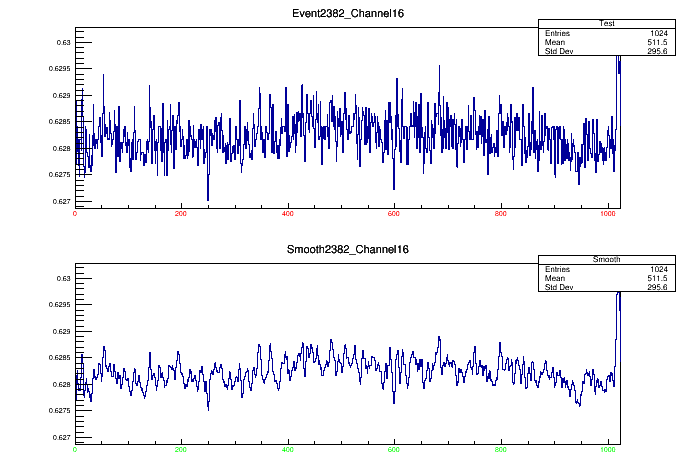 Event2382_Channel16
Test
Entries 1024
Mean 511.5
Std Dev 295.6
0.63
0.6295
0.629
0.6285
0.628
0.6275
0.627
0 200 400 600 800 1000
Smooth2382_Channel16
Smooth
Entries 1024
Mean 511.5
Std Dev 295.6
0.63
0.6295
0.629
0.6285
0.628
0.6275
0.627
0 200 400 600 800 1000